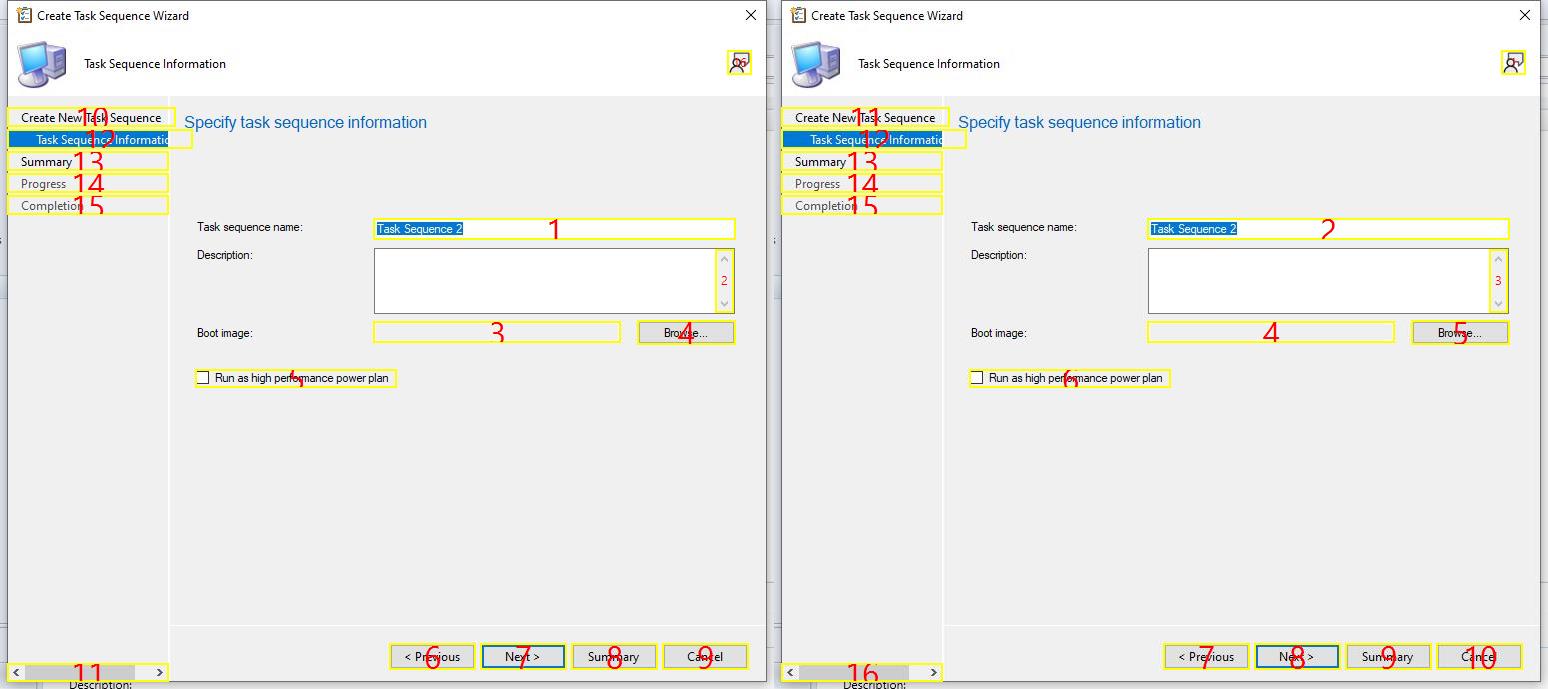 Create Task Sequence Wizard
Task Sequence Information
16
Create New Task Sequence
10
Task Sequence Informatic
12
Summary
13
Progress
14
Completion
15
Specify task sequence information
Task sequence name:
Task Sequence 2
1
Description:
2
Boot image:
3
Browse...
4
Run as high performance power plan
5
< Previous
6
Next >
7
Summary
8
Cancel
9
11
Description:
Create Task Sequence Wizard
Task Sequence Information
1
Create New Task Sequence
11
Task Sequence Informatic
12
Summary
13
Progress
14
Completion
15
Specify task sequence information
Task sequence name:
Task Sequence 2
2
Description:
3
Boot image:
4
Browse...
5
Run as high performance power plan
6
< Previous
7
Next >
8
Summary
9
Cancel
10
16
Description: